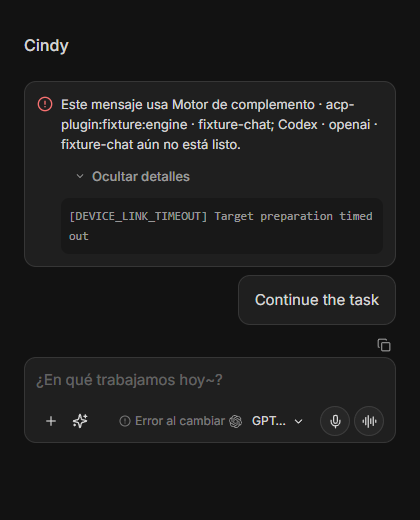 Cindy
Este mensaje usa Motor de complemento · acp-
plugin:fixture:engine · fixture-chat; Codex · openai ·
fixture-chat aún no está listo.
Ocultar detalles
[DEVICE_LINK_TIMEOUT] Target preparation timed
out
Continue the task
¿En qué trabajamos hoy~?
Error al cambiar GPT...